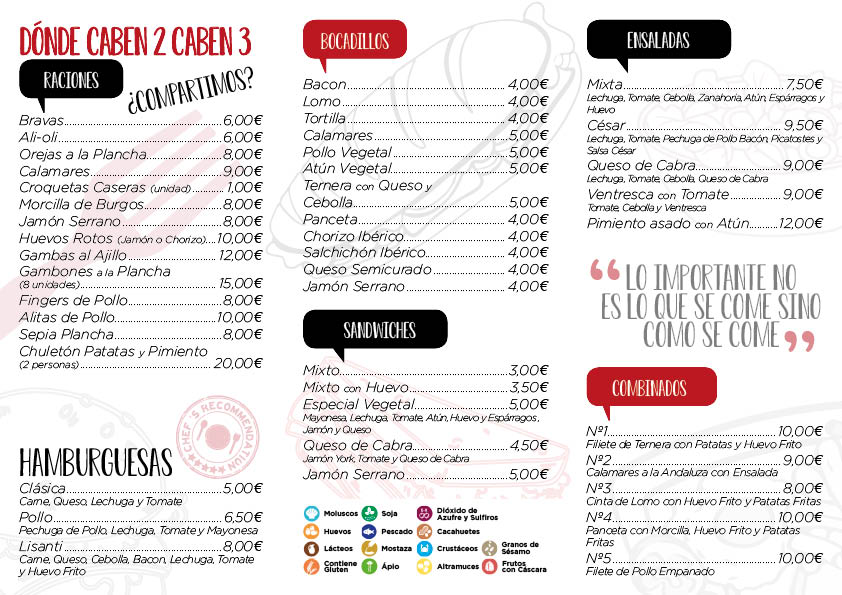 DÓNDE CABEN 2 CABEN 3
RACIONES
¿COMPARTIMOS?
Bravas 6,00€
Ali-oli 6,00€
Orejas a la Plancha 8,00€
Calamares 9,00€
Croquetas Caseras (unidad) 1,00€
Morcilla de Burgos 8,00€
Jamón Serrano 8,00€
Huevos Rotos (Jamón o Chorizo) 10,00€
Gambas al Ajillo 12,00€
Gambones a la Plancha
(8 unidades) 15,00€
Fingers de Pollo 8,00€
Alitas de Pollo 10,00€
Sepia Plancha 8,00€
Chuletón Patatas y Pimiento
(2 personas) 20,00€
CHEF'S RECOMMENDATION
HAMBURGUESAS
Clásica 5,00€
Carne, Queso, Lechuga y Tomate
Pollo 6,50€
Pechuga de Pollo, Lechuga, Tomate y Mayonesa
Lisanti 8,00€
Carne, Queso, Cebolla, Bacon, Lechuga, Tomate
y Huevo Frito
BOCADILLOS
Bacon 4,00€
Lomo 4,00€
Tortilla 4,00€
Calamares 5,00€
Pollo Vegetal 5,00€
Atún Vegetal 5,00€
Ternera con Queso y
Cebolla 5,00€
Panceta 4,00€
Chorizo Ibérico 4,00€
Salchichón Ibérico 4,00€
Queso Semicurado 4,00€
Jamón Serrano 4,00€
SANDWICHES
Mixto 3,00€
Mixto con Huevo 3,50€
Especial Vegetal 5,00€
Mayonesa, Lechuga, Tomate, Atún, Huevo y Espárragos,
Jamón y Queso
Queso de Cabra 4,50€
Jamón York, Tomate y Queso de Cabra
Jamón Serrano 5,00€
Moluscos
Soja
Dióxido de
Azufre y Sulfiros
Huevos
Pescado
Cacahuetes
Lácteos
Mostaza
Crustáceos
Granos de
Sésamo
Contiene
Gluten
Ápio
Altramuces
Frutos
con Cáscara
ENSALADAS
Mixta 7,50€
Lechuga, Tomate, Cebolla, Zanahoria, Atún, Espárragos y
Huevo
César 9,50€
Lechuga, Tomate, Pechuga de Pollo Bacón, Picatostes y
Salsa César
Queso de Cabra 9,00€
Lechuga, Tomate, Cebolla, Queso de Cabra
Ventresca con Tomate 9,00€
Tomate, Cebolla y Ventresca
Pimiento asado con Atún 12,00€
“LO IMPORTANTE NO
ES LO QUE SE COME SINO
COMO SE COME”
COMBINADOS
Nº1 10,00€
Filiete de Ternera con Patatas y Huevo Frito
Nº2 9,00€
Calamares a la Andaluza con Ensalada
Nº3 8,00€
Cinta de Lomo con Huevo Frito y Patatas Fritas
Nº4 10,00€
Panceta con Morcilla, Huevo Frito y Patatas
Fritas
Nº5 10,00€
Filete de Pollo Empanado